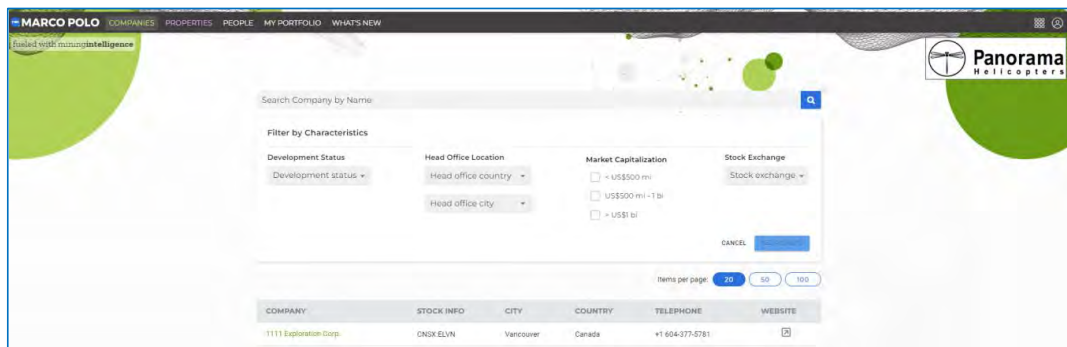 MARCO POLO COMPANIES PROPERTIES PEOPLE MY PORTFOLIO WHAT'S NEW
fueled with miningintelligence
Panorama
Helicopters
Search Company by Name
Filter by Characteristics
Development Status Head Office Location Market Capitalization Stock Exchange
Development status Head office country < US$500 mi Stock exchange
Head office city US$500 mi - 1 bi
> US$1 bi
CANCEL
Items per page: 20 50 100
COMPANY STOCK INFO CITY COUNTRY TELEPHONE WEBSITE
1111 Exploration Corp. CNSX:ELVN Vancouver Canada +1 604-377-5781